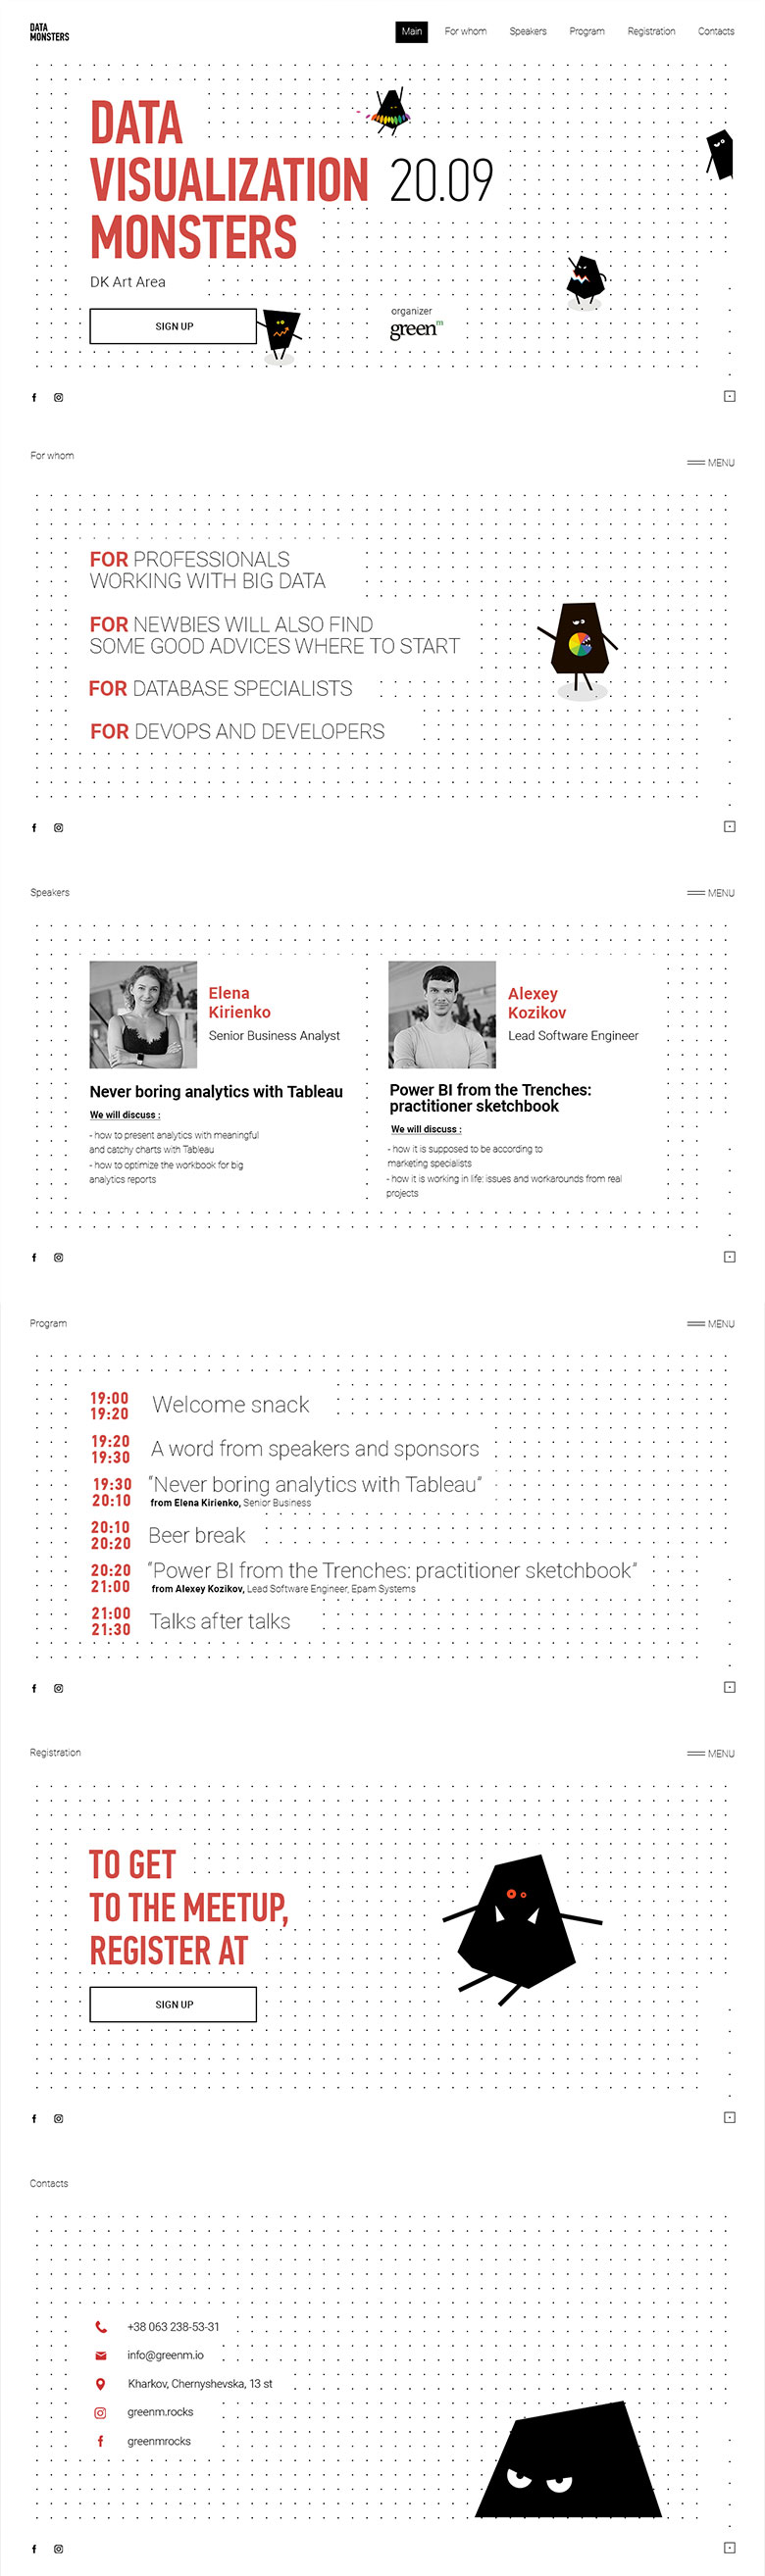 DATA
MONSTERS
Main For whom Speakers Program Registration Contacts
DATA
VISUALIZATION 20.09
MONSTERS
DK Art Area
SIGN UP
organizer
greenm
For whom
MENU
FOR PROFESSIONALS
WORKING WITH BIG DATA
FOR NEWBIES WILL ALSO FIND
SOME GOOD ADVICES WHERE TO START
FOR DATABASE SPECIALISTS
FOR DEVOPS AND DEVELOPERS
Speakers
MENU
Elena
Kirienko
Senior Business Analyst
Never boring analytics with Tableau
We will discuss :
- how to present analytics with meaningful
and catchy charts with Tableau
- how to optimize the workbook for big
analytics reports
Alexey
Kozikov
Lead Software Engineer
Power BI from the Trenches:
practitioner sketchbook
We will discuss :
- how it is supposed to be according to
marketing specialists
- how it is working in life: issues and workarounds from real
projects
Program
MENU
19:00
19:20
Welcome snack
19:20
19:30
A word from speakers and sponsors
19:30
20:10
“Never boring analytics with Tableau”
from Elena Kirienko, Senior Business
20:10
20:20
Beer break
20:20
21:00
“Power BI from the Trenches: practitioner sketchbook”
from Alexey Kozikov, Lead Software Engineer, Epam Systems
21:00
21:30
Talks after talks
Registration
MENU
TO GET
TO THE MEETUP,
REGISTER AT
SIGN UP
Contacts
+38 063 238-53-31
info@greenm.io
Kharkov, Chernyshevska, 13 st
greenm.rocks
greenmrocks